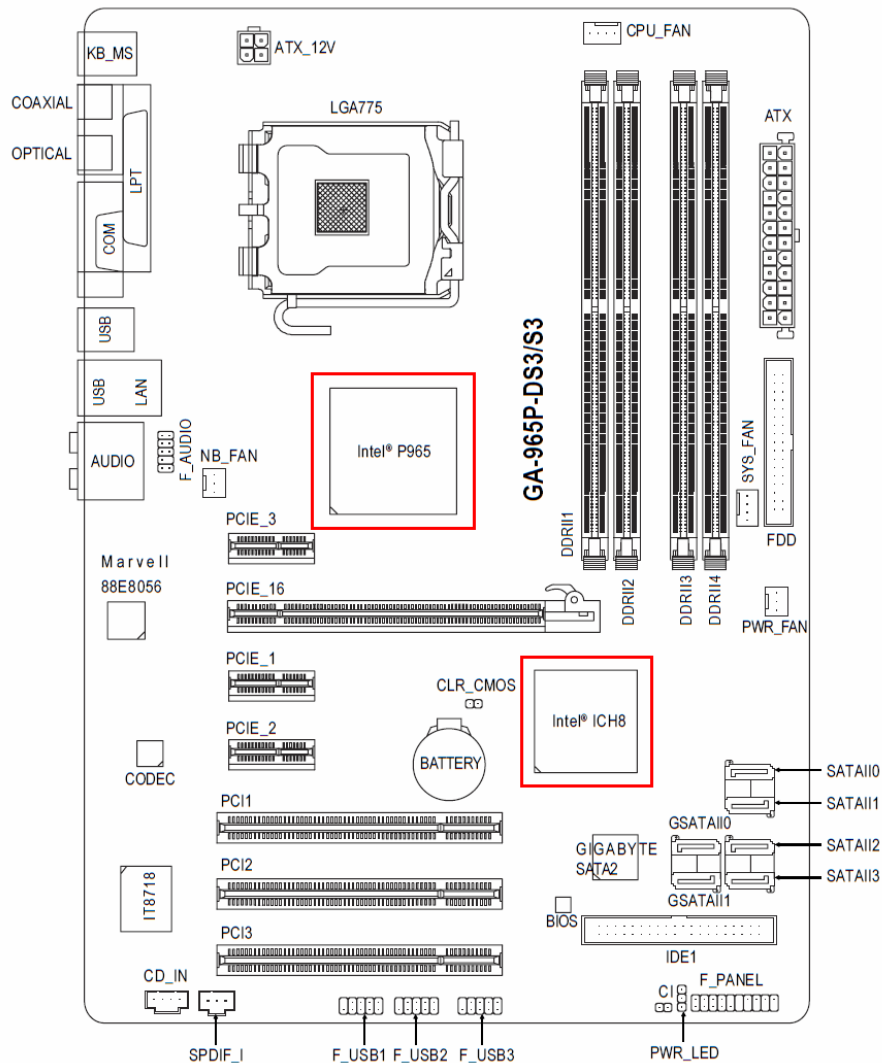 CPU_FAN
KB_MS
ATX_12V
COAXIAL
LGA775
ATX
OPTICAL
LPT
COM
USB
USB
LAN
GA-965P-DS3/S3
AUDIO
F_AUDIO
NB_FAN
Intel® P965
SYS_FAN
PCIE_3
DDRII1
FDD
Marvell
88E8056
PCIE_16
DDRII2
DDRII3
DDRII4
PWR_FAN
PCIE_1
CLR_CMOS
Intel® ICH8
PCIE_2
BATTERY
CODEC
SATAII0
PCI1
SATAII1
GSATAII0
GIGABYTE
SATA2
SATAII2
PCI2
SATAII3
IT8718
GSATAII1
BIOS
PCI3
IDE1
CD_IN
CI
F_PANEL
SPDIF_I
F_USB1
F_USB2
F_USB3
PWR_LED